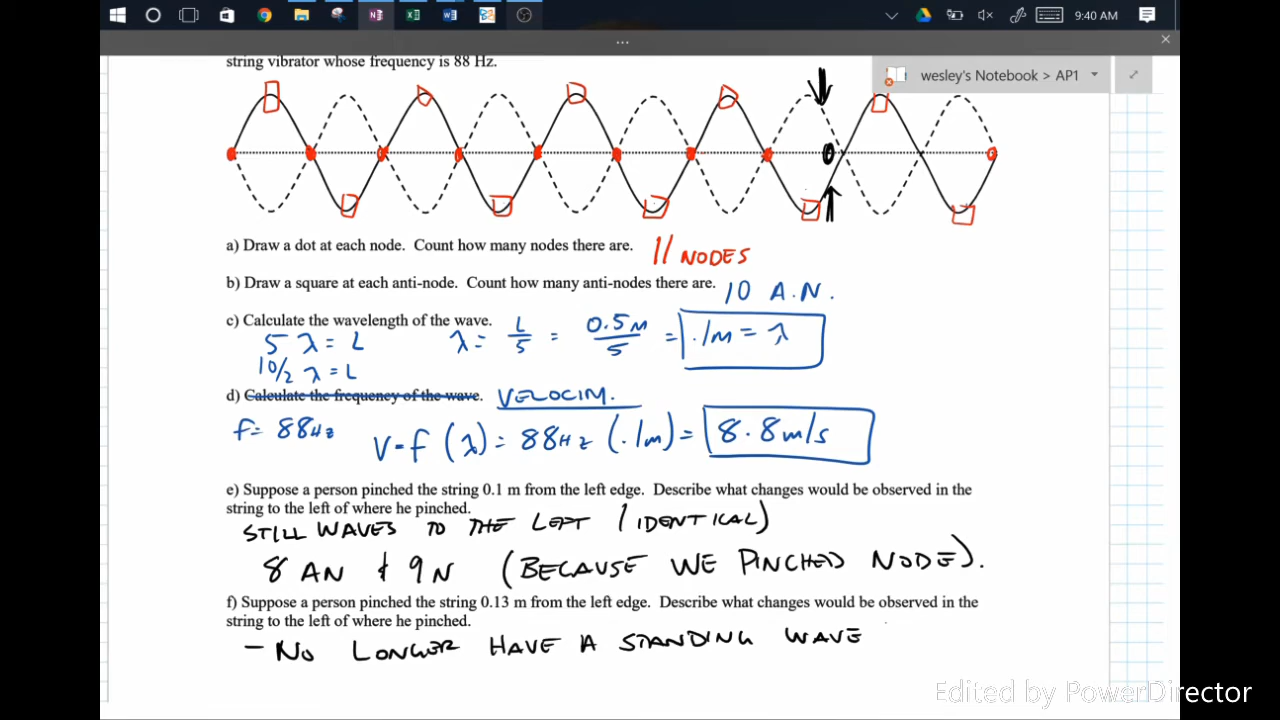 9:40 AM
...
string vibrator whose frequency is 88 Hz.
wesley's Notebook > AP1
a) Draw a dot at each node. Count how many nodes there are. 11 NODES
b) Draw a square at each anti-node. Count how many anti-nodes there are. 10 A.N.
c) Calculate the wavelength of the wave.
5 λ = L
λ = L/5 = 0.5M/5 = .1M = λ
10/2 λ = L
d) Calculate the frequency of the wave. VELOCIM.
f = 88Hz
V = f (λ) = 88Hz (.1m) = 8.8m/s
e) Suppose a person pinched the string 0.1 m from the left edge. Describe what changes would be observed in the
string to the left of where he pinched.
STILL WAVES TO THE LEFT (IDENTICAL)
8 AN & 9 N (BECAUSE WE PINCHED NODE).
f) Suppose a person pinched the string 0.13 m from the left edge. Describe what changes would be observed in the
string to the left of where he pinched.
- NO LONGER HAVE A STANDING WAVE
Edited by PowerDirector